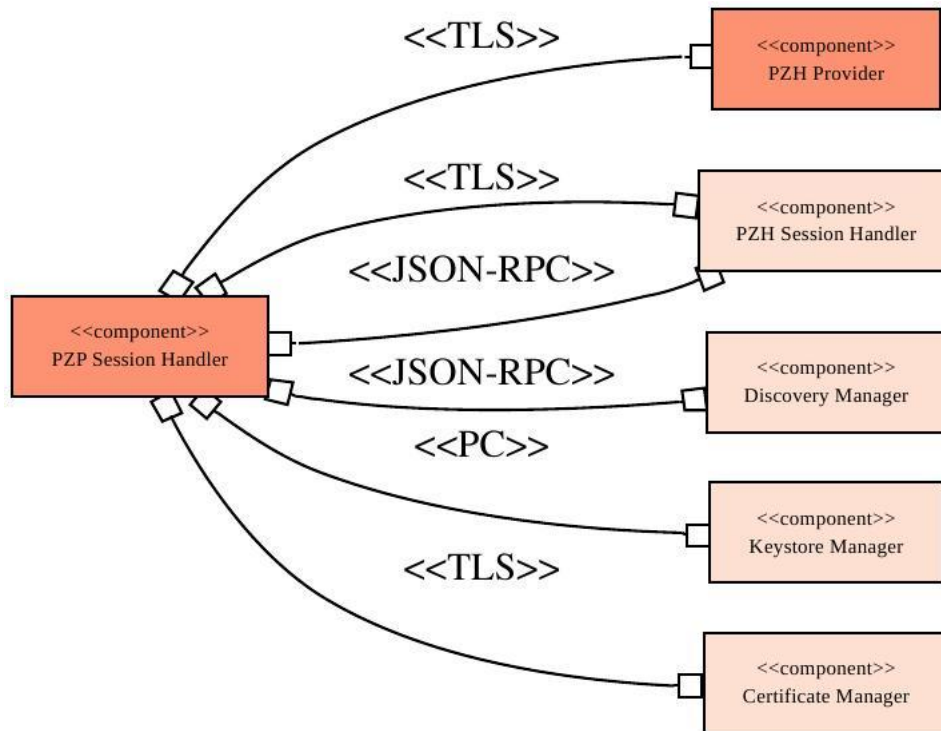 <<TLS>>
<<component>>
PZH Provider
<<TLS>>
<<component>>
PZH Session Handler
<<JSON-RPC>>
<<component>>
PZP Session Handler
<<JSON-RPC>>
<<component>>
Discovery Manager
<<PC>>
<<component>>
Keystore Manager
<<TLS>>
<<component>>
Certificate Manager